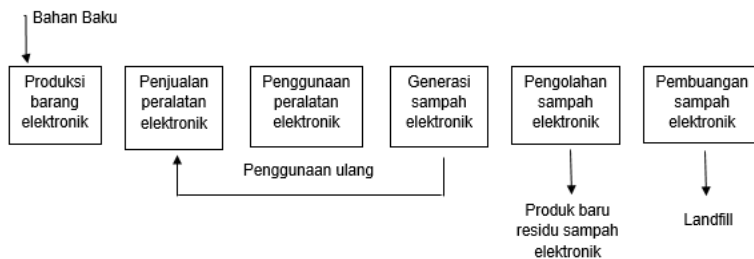 Bahan Baku
Produksi
barang
elektronik
Penjualan
peralatan
elektronik
Penggunaan
peralatan
elektronik
Generasi
sampah
elektronik
Pengolahan
sampah
elektronik
Pembuangan
sampah
elektronik
Penggunaan ulang
Produk baru
residu sampah
elektronik
Landfill